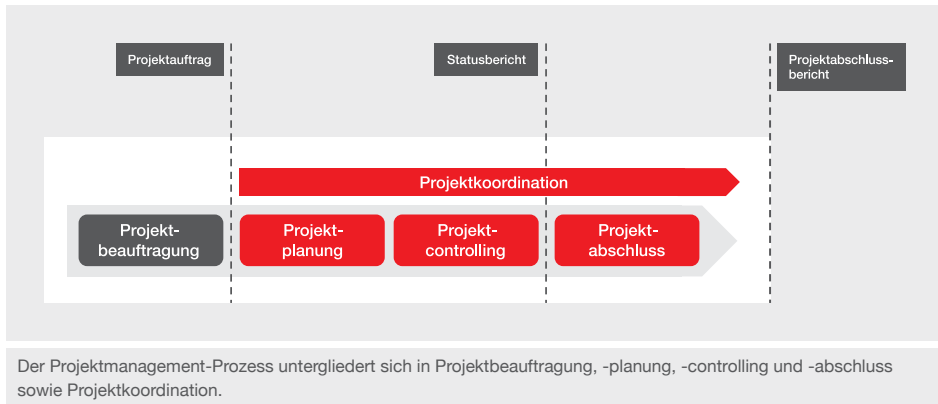 Projektauftrag
Statusbericht
Projektabschluss-
bericht
Projektkoordination
Projekt-
beauftragung
Projekt-
planung
Projekt-
controlling
Projekt-
abschluss
Der Projektmanagement-Prozess untergliedert sich in Projektbeauftragung, -planung, -controlling und -abschluss
sowie Projektkoordination.